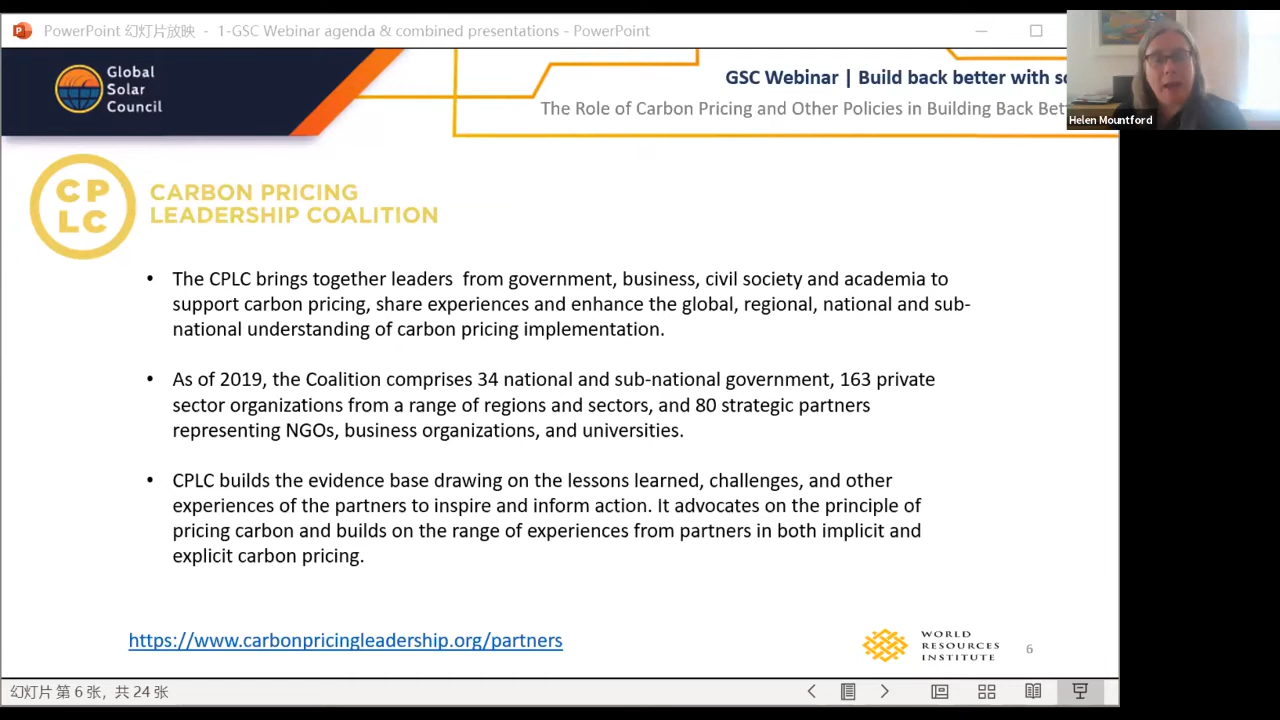 PowerPoint 幻灯片放映 - 1-GSC Webinar agenda & combined presentations - PowerPoint
Global
Solar
Council
GSC Webinar | Build back better with so
The Role of Carbon Pricing and Other Policies in Building Back Bet
Helen Mountford
CP
LC
CARBON PRICING
LEADERSHIP COALITION
• The CPLC brings together leaders from government, business, civil society and academia to
support carbon pricing, share experiences and enhance the global, regional, national and sub-
national understanding of carbon pricing implementation.
• As of 2019, the Coalition comprises 34 national and sub-national government, 163 private
sector organizations from a range of regions and sectors, and 80 strategic partners
representing NGOs, business organizations, and universities.
• CPLC builds the evidence base drawing on the lessons learned, challenges, and other
experiences of the partners to inspire and inform action. It advocates on the principle of
pricing carbon and builds on the range of experiences from partners in both implicit and
explicit carbon pricing.
https://www.carbonpricingleadership.org/partners
WORLD
RESOURCES
INSTITUTE
6
幻灯片 第 6 张，共 24 张